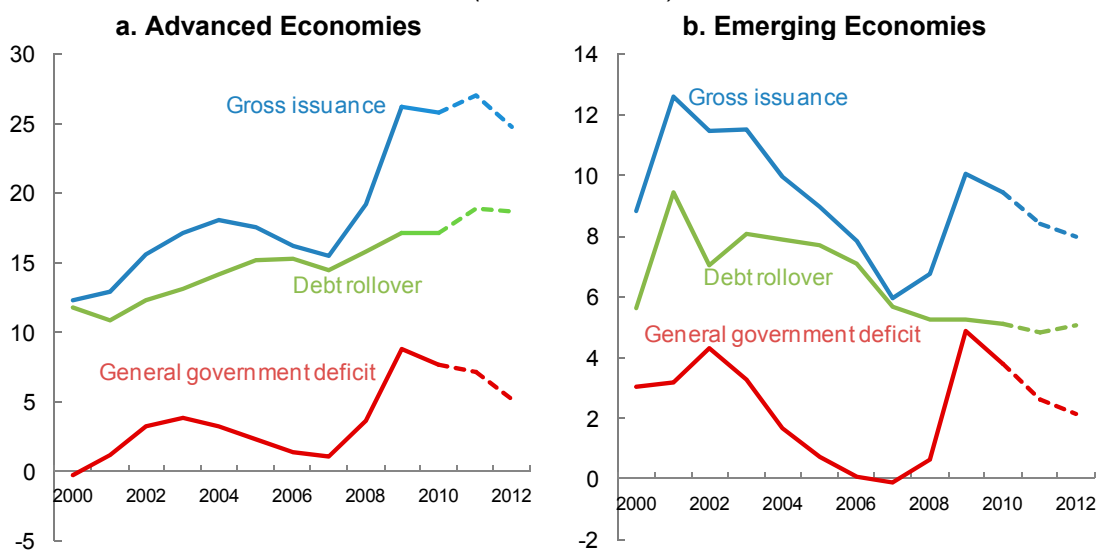 a. Advanced Economies
30
25
20
15
10
5
0
-5
Gross issuance
Debt rollover
General government deficit
2000 2002 2004 2006 2008 2010 2012
b. Emerging Economies
14
12
10
8
6
4
2
0
-2
Gross issuance
Debt rollover
General government deficit
2000 2002 2004 2006 2008 2010 2012